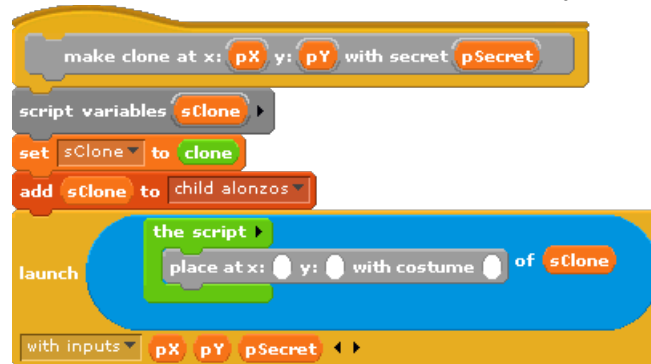 make clone at x: pX y: pY with secret pSecret
script variables sClone
set sClone to clone
add sClone to child alonzos
the script
launch place at x: y: with costume of sClone
with inputs pX pY pSecret